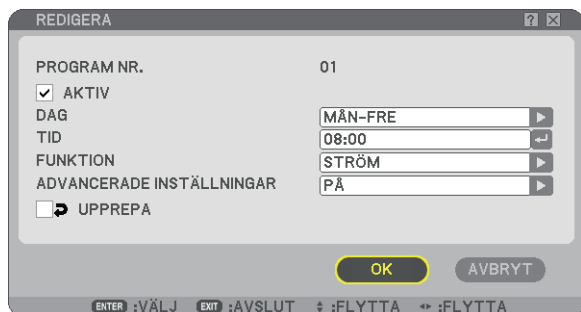 REDIGERA
PROGRAM NR. 01
AKTIV
DAG MÅN-FRE
TID 08:00
FUNKTION STRÖM
ADVANCERADE INSTÄLLNINGAR PÅ
UPPREPA
OK AVBRYT
ENTER :VÄLJ EXIT :AVSLUT :FLYTTA :FLYTTA